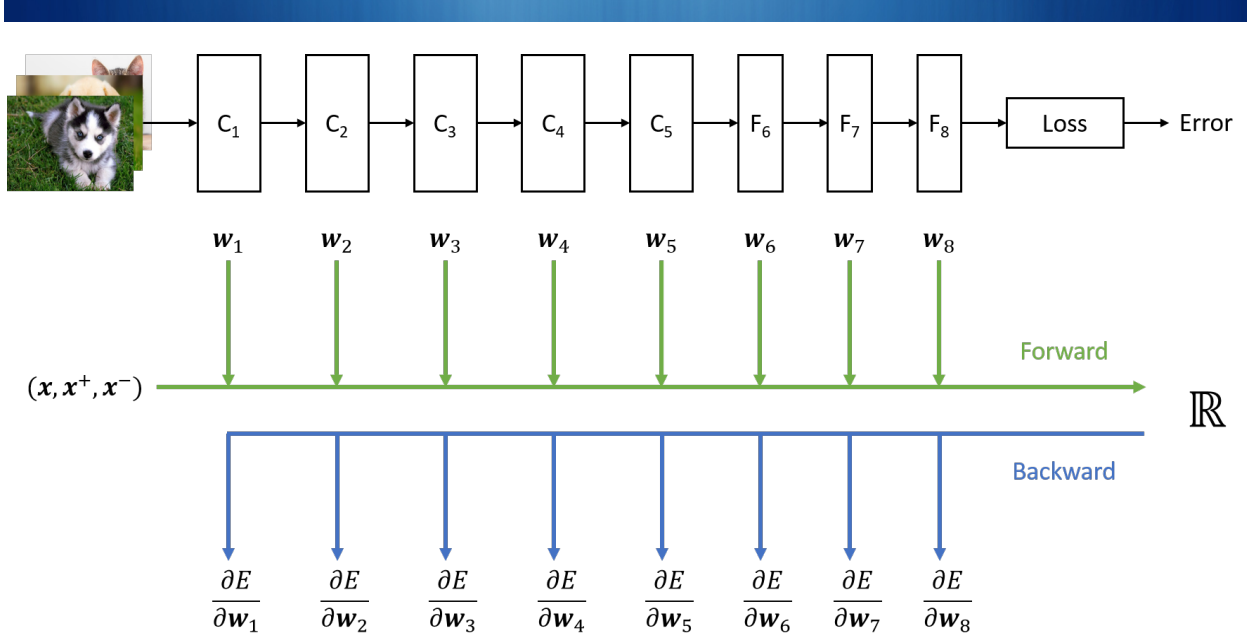 C₁ C₂ C₃ C₄ C₅ F₆ F₇ F₈ Loss Error
𝒘₁ 𝒘₂ 𝒘₃ 𝒘₄ 𝒘₅ 𝒘₆ 𝒘₇ 𝒘₈
Forward
(𝒙, 𝒙⁺, 𝒙⁻)
ℝ
Backward
∂E/∂𝒘₁ ∂E/∂𝒘₂ ∂E/∂𝒘₃ ∂E/∂𝒘₄ ∂E/∂𝒘₅ ∂E/∂𝒘₆ ∂E/∂𝒘₇ ∂E/∂𝒘₈